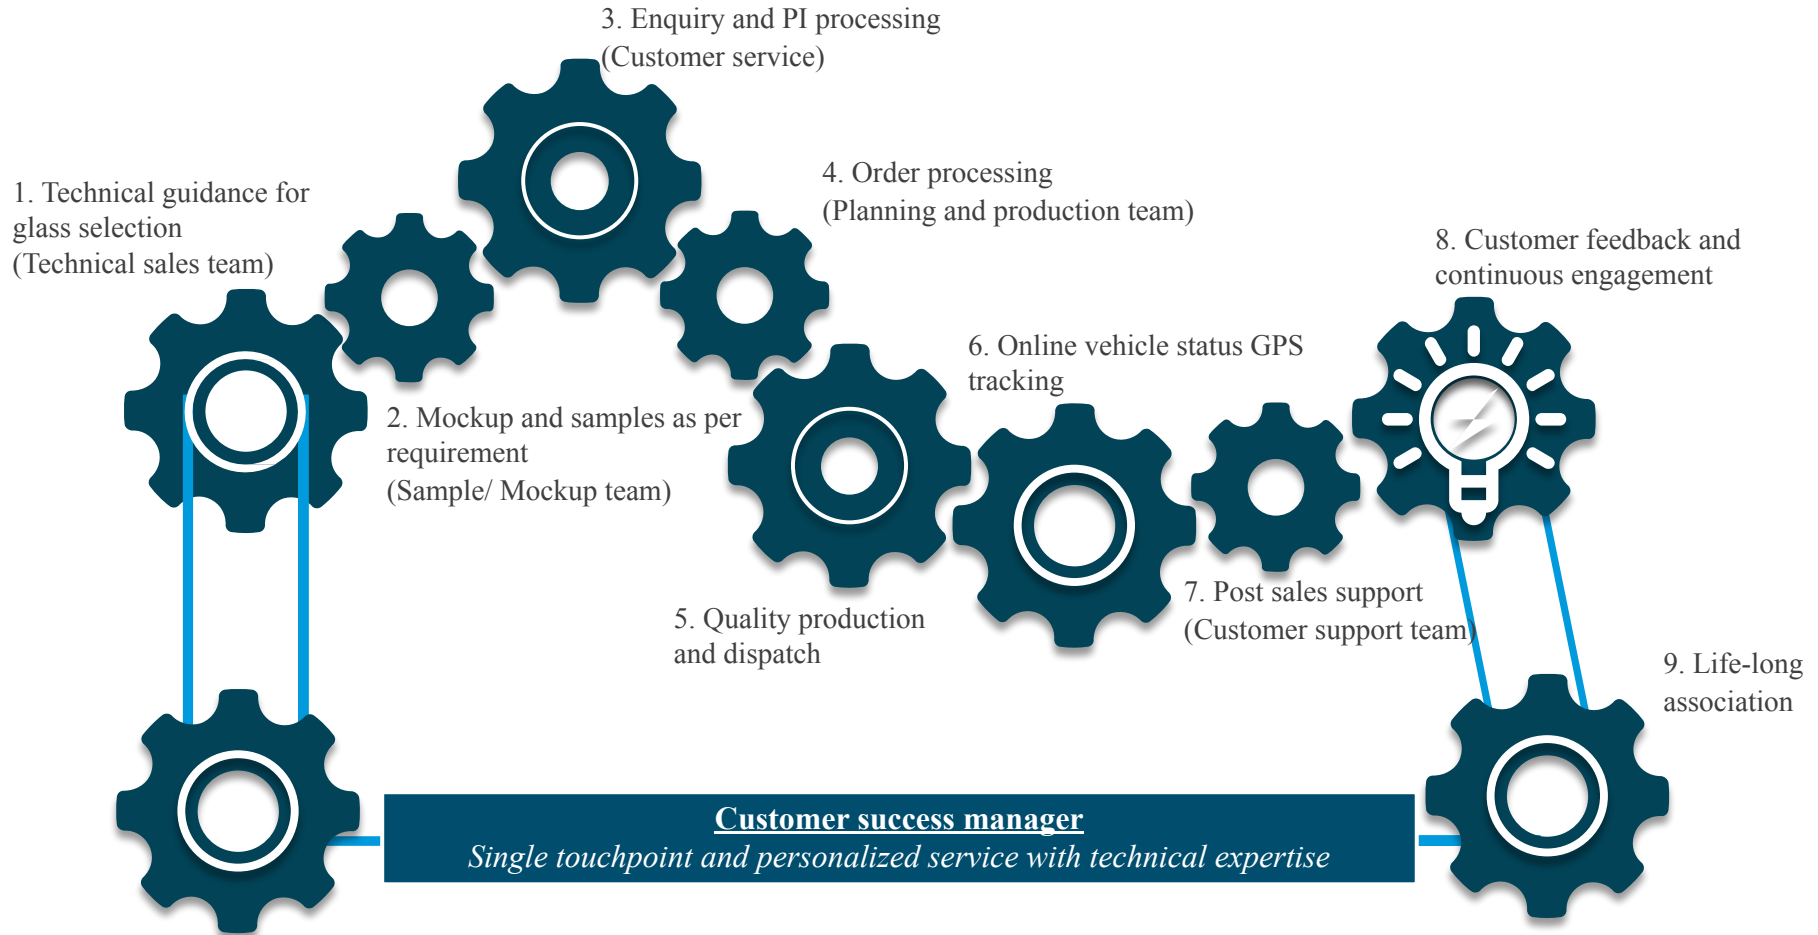 1. Technical guidance for
glass selection
(Technical sales team)
2. Mockup and samples as per
requirement
(Sample/ Mockup team)
3. Enquiry and PI processing
(Customer service)
4. Order processing
(Planning and production team)
5. Quality production
and dispatch
6. Online vehicle status GPS
tracking
7. Post sales support
(Customer support team)
8. Customer feedback and
continuous engagement
9. Life-long
association
Customer success manager
Single touchpoint and personalized service with technical expertise